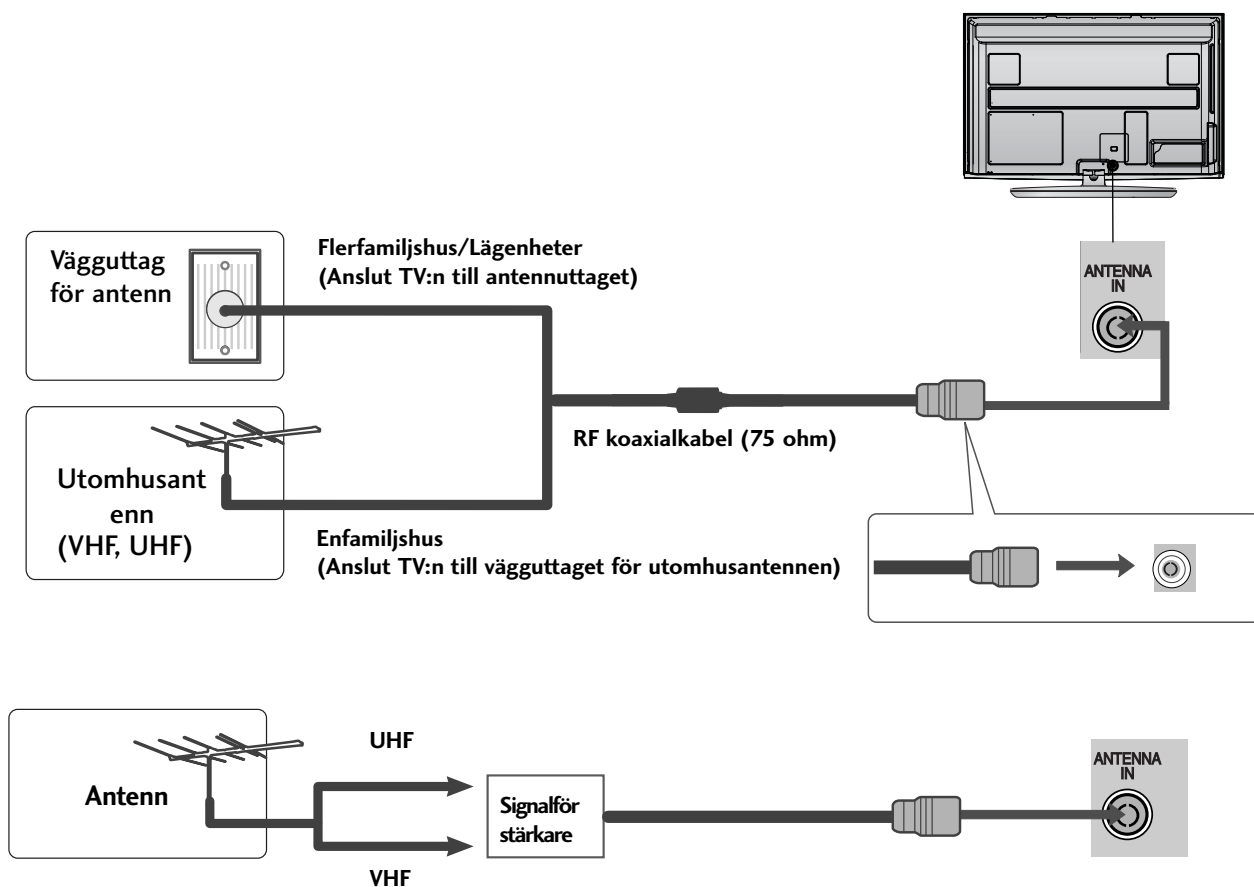 Vägguttag
för antenn
Flerfamiljshus/Lägenheter
(Anslut TV:n till antennuttaget)
ANTENNA
IN
RF koaxialkabel (75 ohm)
Utomhusant
enn
(VHF, UHF)
Enfamiljshus
(Anslut TV:n till vägguttaget för utomhusantennen)
Antenn
UHF
VHF
Signalför
stärkare
ANTENNA
IN